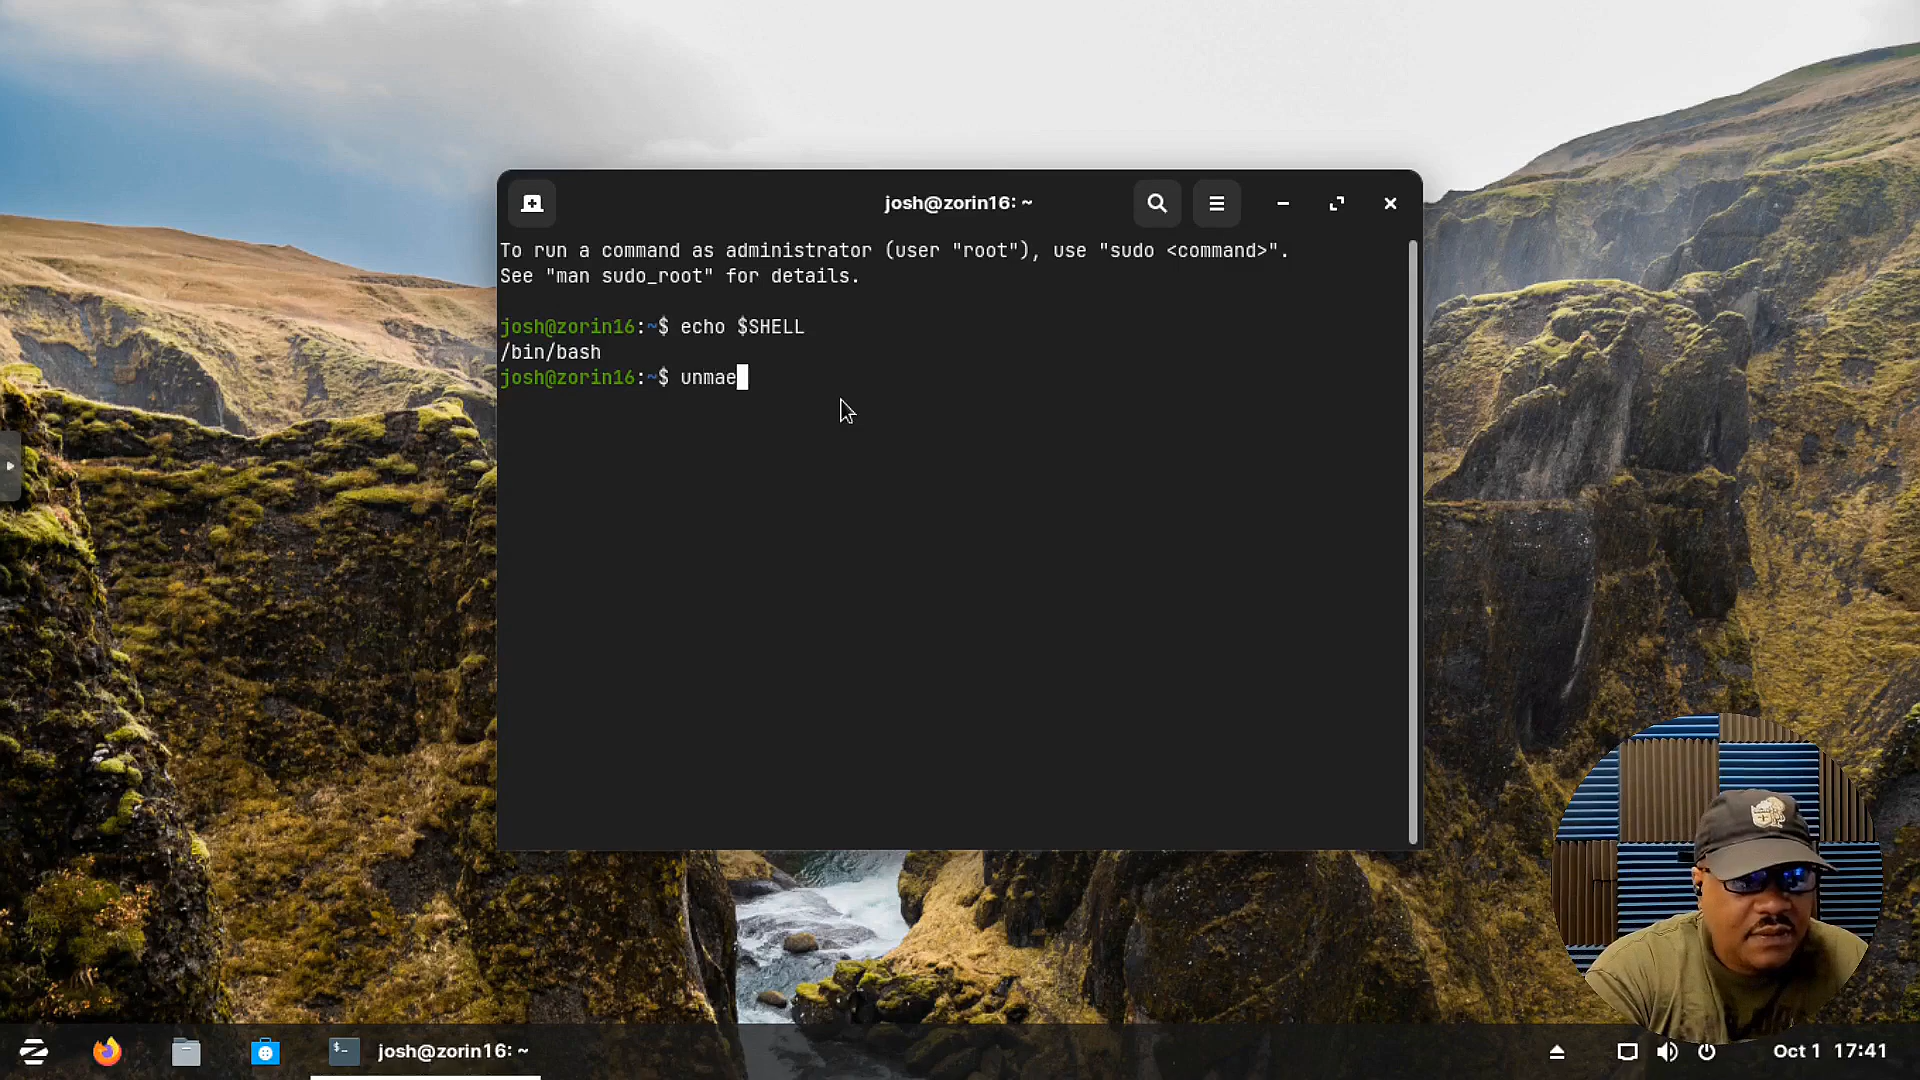 josh@zorin16: ~
To run a command as administrator (user "root"), use "sudo <command>".
See "man sudo_root" for details.
josh@zorin16:~$ echo $SHELL
/bin/bash
josh@zorin16:~$ unmae
$-
josh@zorin16: ~
Oct 1 17:41